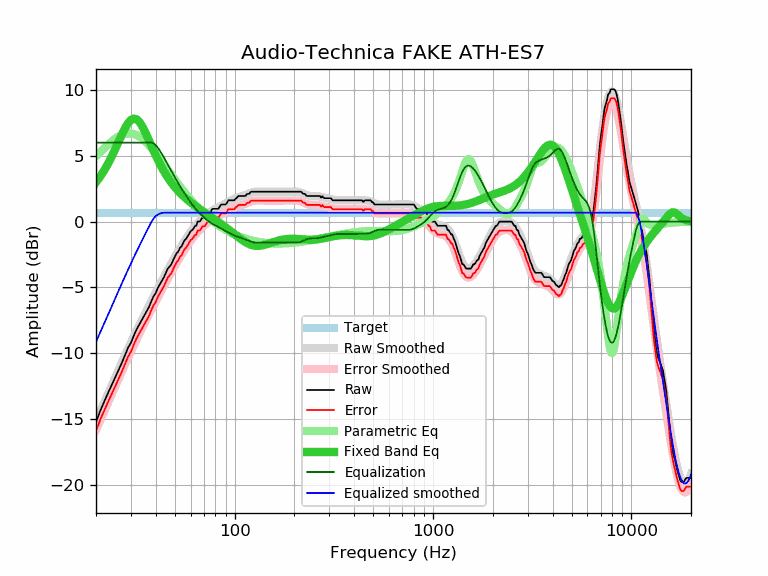 Audio-Technica FAKE ATH-ES7
10
5
0
−5
−10
−15
−20
Amplitude (dBr)
Target
Raw Smoothed
Error Smoothed
Raw
Error
Parametric Eq
Fixed Band Eq
Equalization
Equalized smoothed
100 1000 10000
Frequency (Hz)